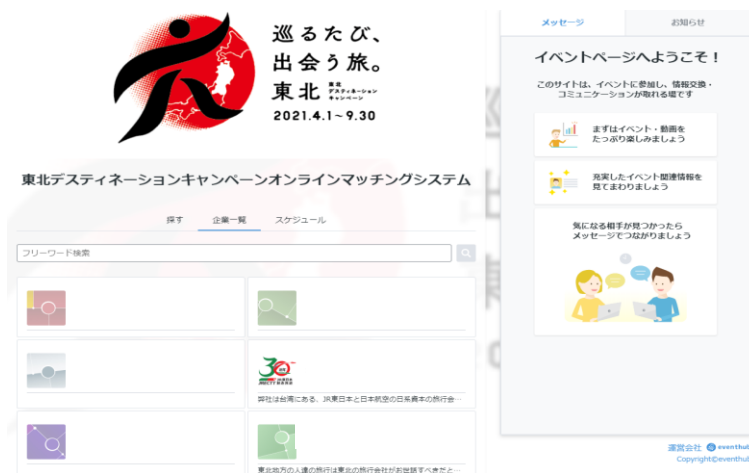 巡るたび、
出会う旅。
東北
東北
デスティネーション
キャンペーン
2021.4.1~9.30
東北デスティネーションキャンペーンオンラインマッチングシステム
探す 企業一覧 スケジュール
フリーワード検索
30
弊社は台湾にある、JR東日本と日本航空の日系資本の旅行会…
東北地方の人達の旅行は東北の旅行会社がお世話すべきだと…
メッセージ お知らせ
イベントページへようこそ!
このサイトは、イベントに参加し、情報交換・
コミュニケーションが取れる場です
まずはイベント・動画を
たっぷり楽しみましょう
充実したイベント関連情報を
見てまわりましょう
気になる相手が見つかったら
メッセージでつながりましょう
運営会社 eventhub
Copyright©eventhub